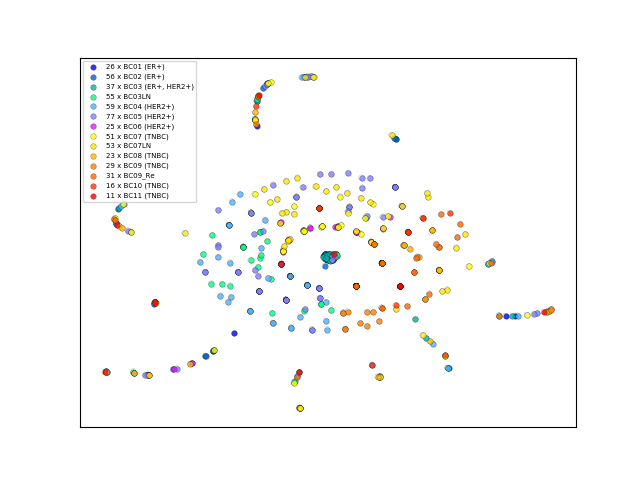 26 x BC01 (ER+)
56 x BC02 (ER+)
37 x BC03 (ER+, HER2+)
55 x BC03LN
59 x BC04 (HER2+)
77 x BC05 (HER2+)
25 x BC06 (HER2+)
51 x BC07 (TNBC)
53 x BC07LN
23 x BC08 (TNBC)
29 x BC09 (TNBC)
31 x BC09_Re
16 x BC10 (TNBC)
11 x BC11 (TNBC)